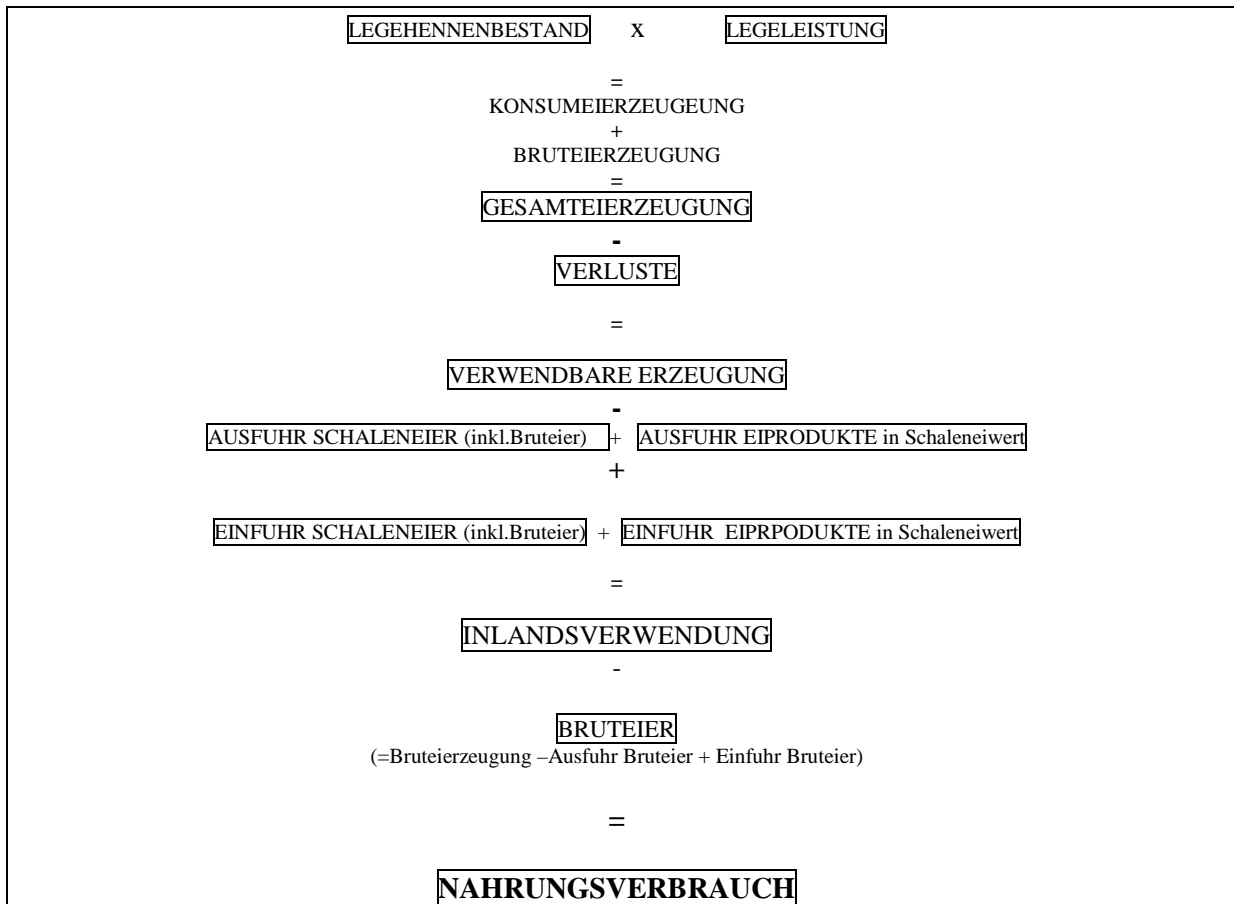 LEGEHENNENBESTAND x LEGELEISTUNG
=
KONSUMEIERZEUGEUNG
+
BRUTEIERZEUGUNG
=
GESAMTEIERZEUGUNG
-
VERLUSTE
=
VERWENDBARE ERZEUGUNG
-
AUSFUHR SCHALENEIER (inkl.Bruteier) + AUSFUHR EIPRODUKTE in Schaleneiwert
+
EINFUHR SCHALENEIER (inkl.Bruteier) + EINFUHR EIPRPODUKTE in Schaleneiwert
=
INLANDSVERWENDUNG
-
BRUTEIER
(=Bruteierzeugung –Ausfuhr Bruteier + Einfuhr Bruteier)
=
NAHRUNGSVERBRAUCH